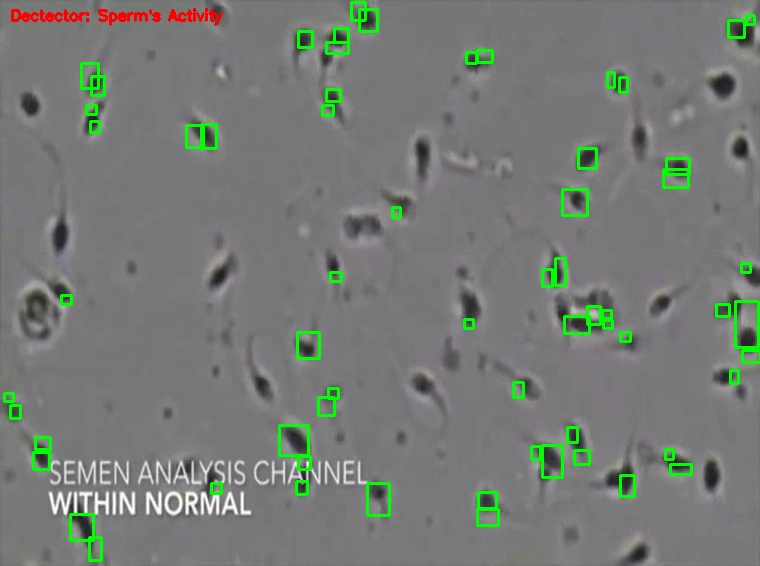 Dectector: Sperm's Activity
SEMEN ANALYSIS CHANNEL
WITHIN NORMAL